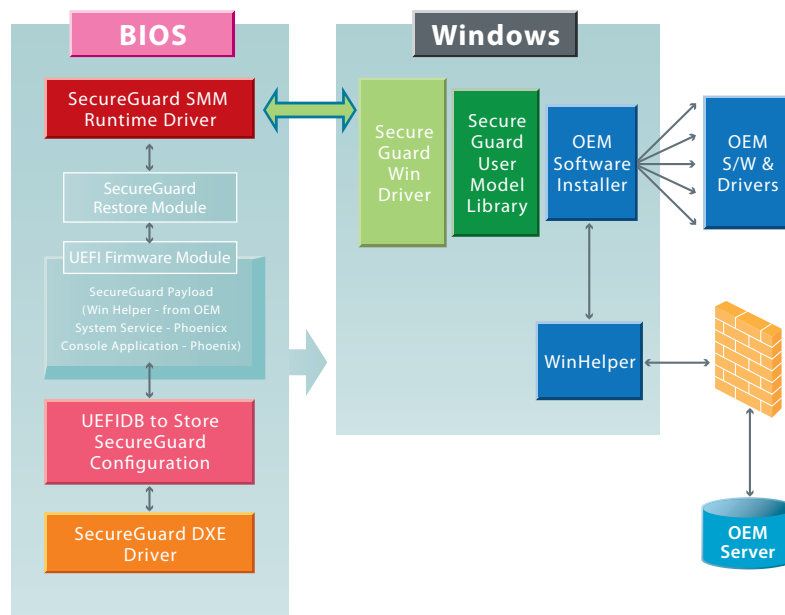 BIOS
SecureGuard SMM
Runtime Driver
SecureGuard
Restore Module
UEFI Firmware Module
SecureGuard Payload
(Win Helper - from OEM
System Service - Phoenicx
Console Application - Phoenix)
UEFIDB to Store
SecureGuard
Configuration
SecureGuard DXE
Driver
Windows
Secure
Guard
Win
Driver
Secure
Guard
User
Model
Library
OEM
Software
Installer
OEM
S/W &
Drivers
WinHelper
OEM
Server